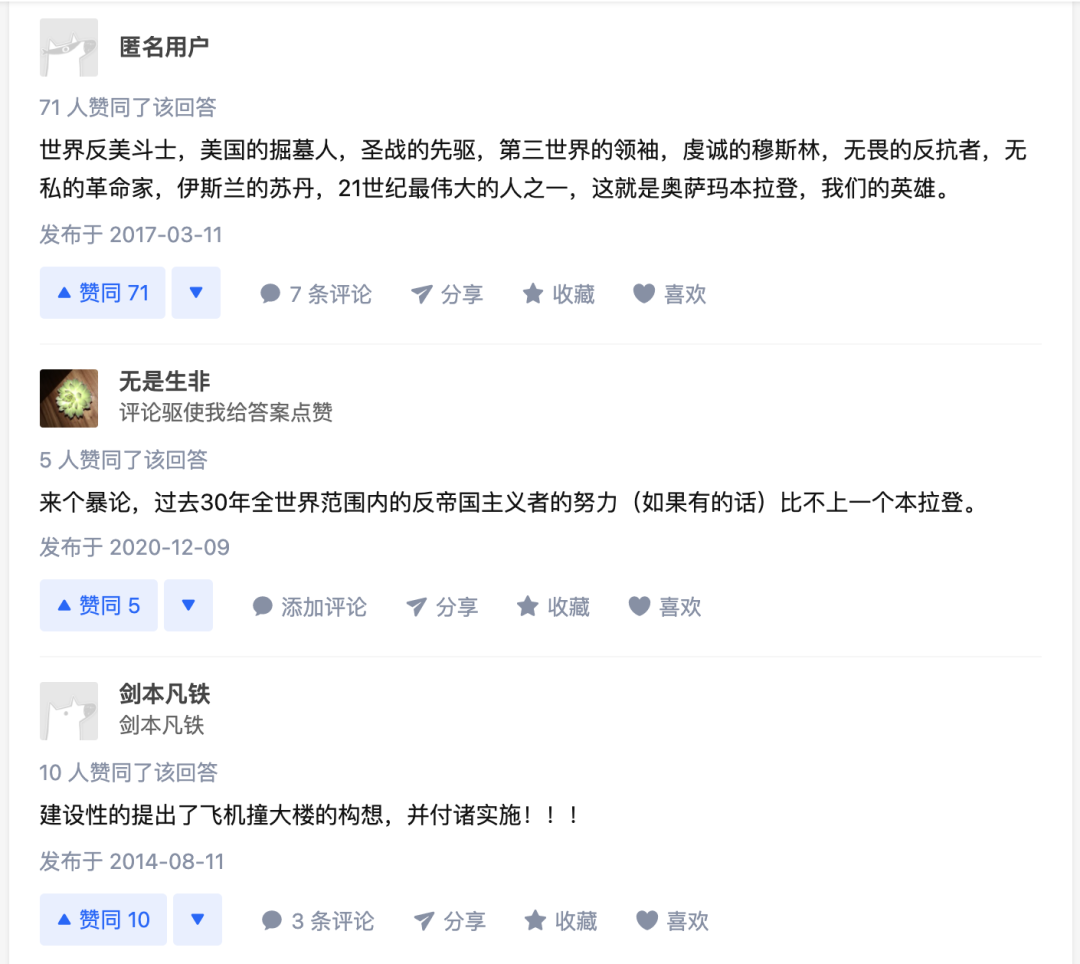 匿名用户
71 人赞同了该回答
世界反美斗士，美国的掘墓人，圣战的先驱，第三世界的领袖，虔诚的穆斯林，无畏的反抗者，无
私的革命家，伊斯兰的苏丹，21世纪最伟大的人之一，这就是奥萨玛本拉登，我们的英雄。
发布于 2017-03-11
赞同 71 7 条评论 分享 收藏 喜欢
无是生非
评论驱使我给答案点赞
5 人赞同了该回答
来个暴论，过去30年全世界范围内的反帝国主义者的努力（如果有的话）比不上一个本拉登。
发布于 2020-12-09
赞同 5 添加评论 分享 收藏 喜欢
剑本凡铁
剑本凡铁
10 人赞同了该回答
建设性的提出了飞机撞大楼的构想，并付诸实施！！！
发布于 2014-08-11
赞同 10 3 条评论 分享 收藏 喜欢